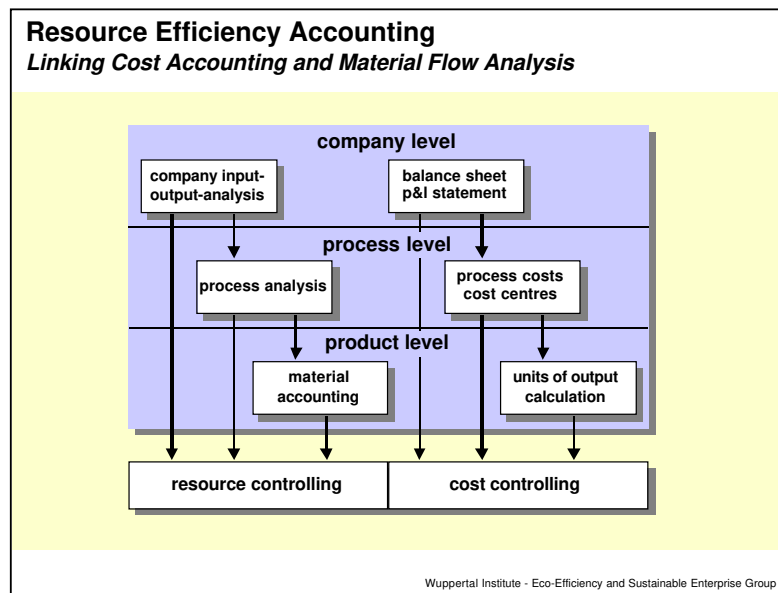 Resource Efficiency Accounting
Linking Cost Accounting and Material Flow Analysis
company level
company input-
output-analysis
balance sheet
p&l statement
process level
process analysis
process costs
cost centres
product level
material
accounting
units of output
calculation
resource controlling
cost controlling
Wuppertal Institute - Eco-Efficiency and Sustainable Enterprise Group